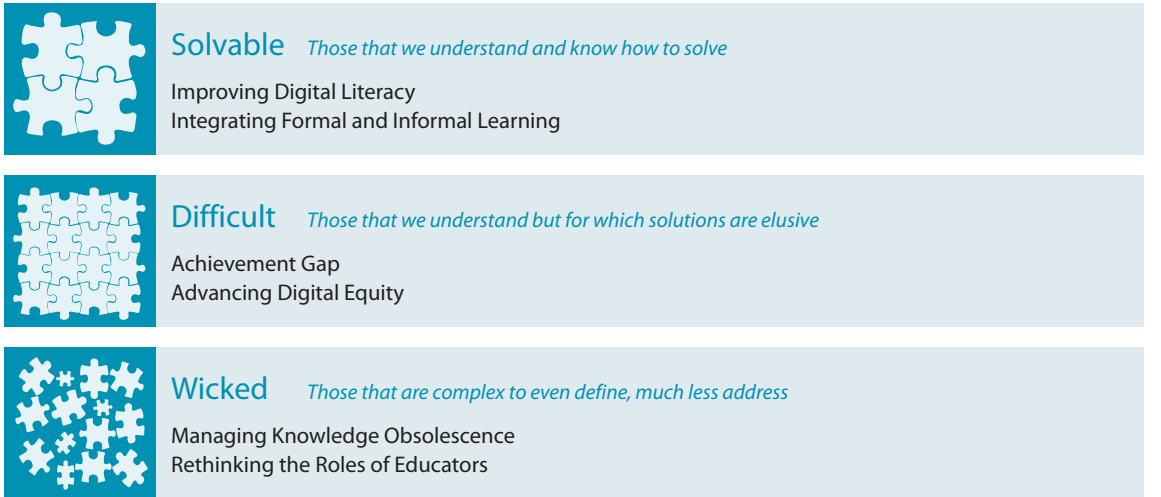 Solvable Those that we understand and know how to solve
Improving Digital Literacy
Integrating Formal and Informal Learning
Difficult Those that we understand but for which solutions are elusive
Achievement Gap
Advancing Digital Equity
Wicked Those that are complex to even define, much less address
Managing Knowledge Obsolescence
Rethinking the Roles of Educators